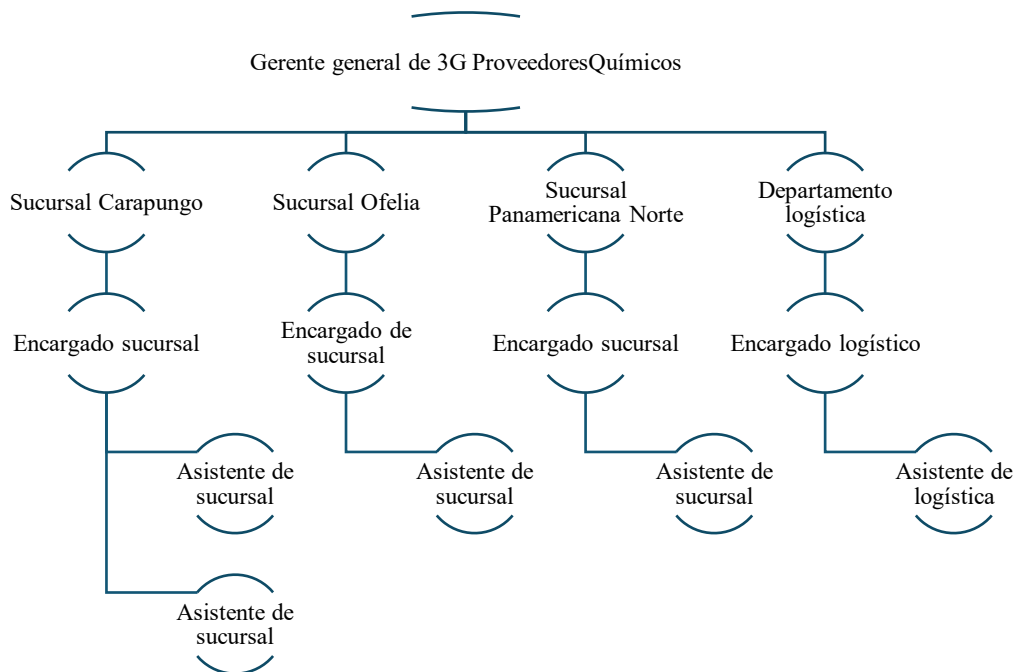 Gerente general de 3G ProveedoresQuímicos
Sucursal Carapungo
Sucursal Ofelia
Sucursal
Panamericana Norte
Departamento
logística
Encargado sucursal
Encargado de
sucursal
Encargado sucursal
Encargado logístico
Asistente de
sucursal
Asistente de
sucursal
Asistente de
sucursal
Asistente de
logística
Asistente de
sucursal